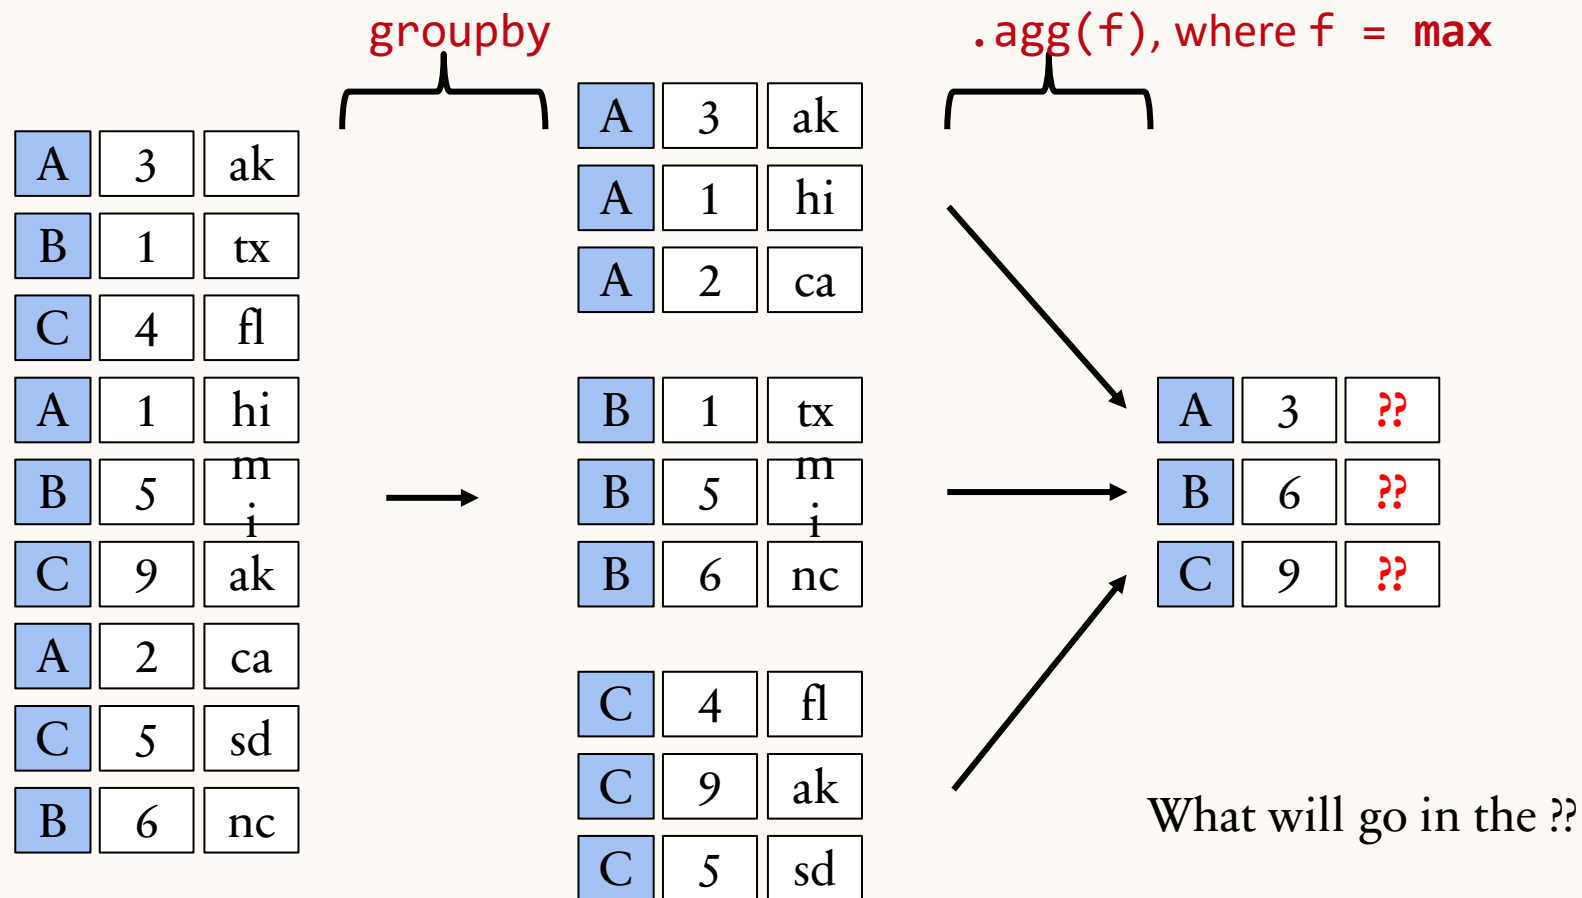 groupby
.agg(f), where f = max
A 3 ak
B 1 tx
C 4 fl
A 1 hi
B 5 mi
C 9 ak
A 2 ca
C 5 sd
B 6 nc
A 3 ak
A 1 hi
A 2 ca
B 1 tx
B 5 mi
B 6 nc
C 4 fl
C 9 ak
C 5 sd
A 3 ??
B 6 ??
C 9 ??
What will go in the ??